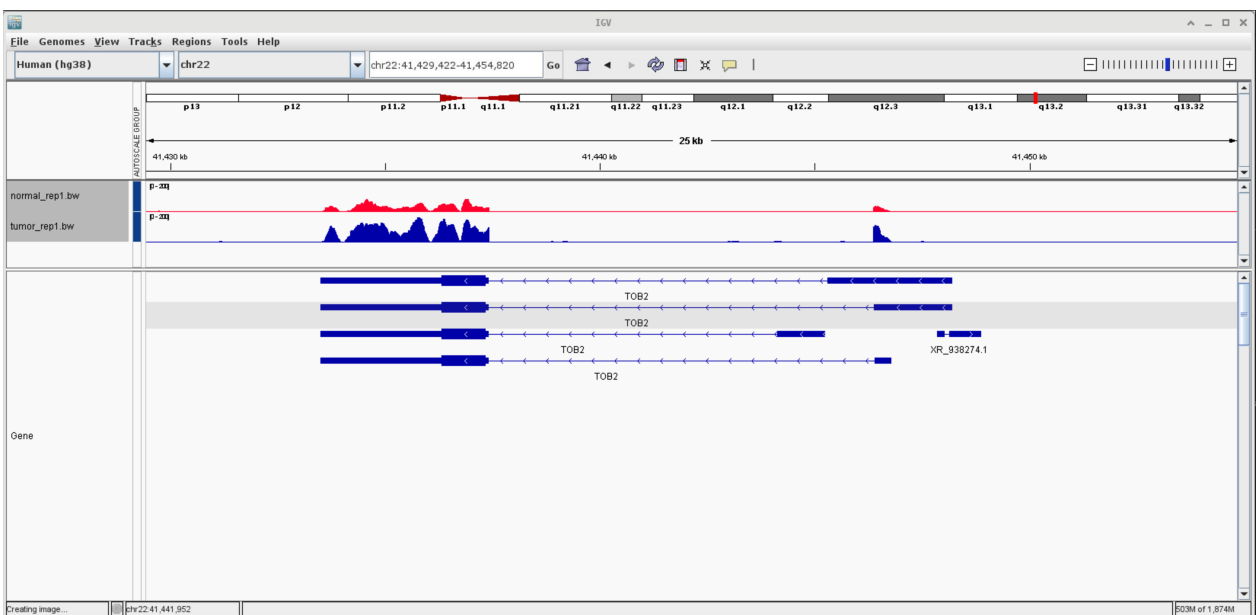 IGV
File Genomes View Tracks Regions Tools Help
Human (hg38) chr22 chr22:41,429,422-41,454,820 Go
p13 p12 p11.2 p11.1 q11.1 q11.21 q11.22 q11.23 q12.1 q12.2 q12.3 q13.1 q13.2 q13.31 q13.32
AUTOSCALE GROUP
25 kb
41,430 kb 41,440 kb 41,450 kb
normal_rep1.bw
tumor_rep1.bw
TOB2
TOB2
TOB2 XR_938274.1
TOB2
Gene
Creating image... chr22:41,441,952 503M of 1,874M